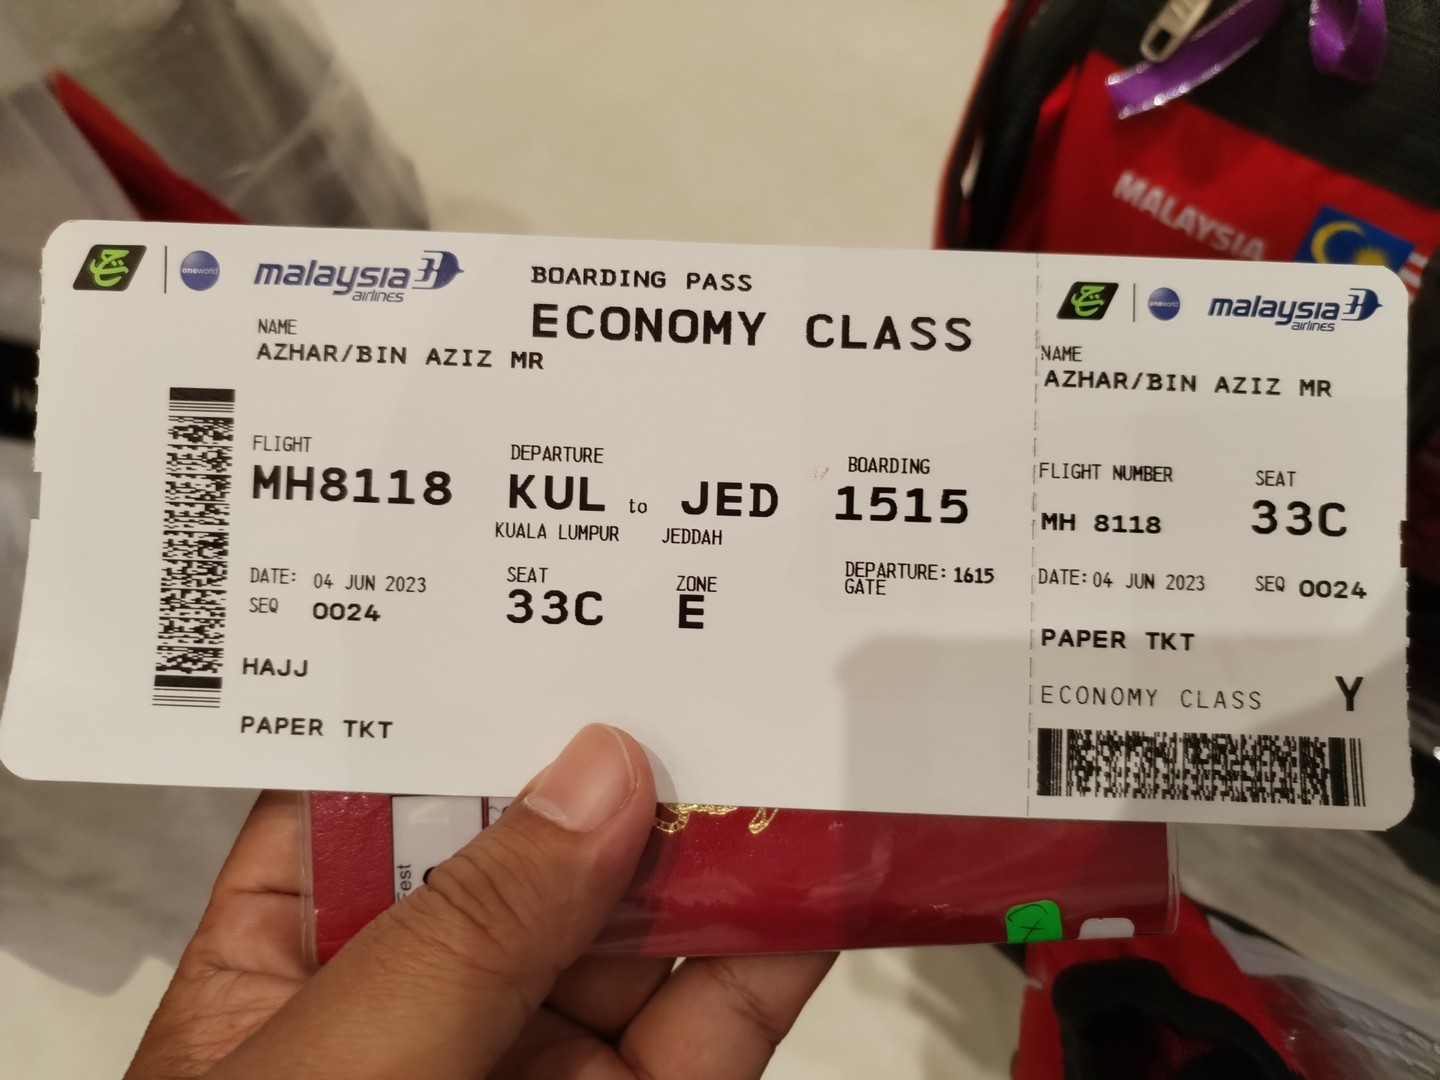 oneworld
malaysia
airlines
BOARDING PASS
ECONOMY CLASS
NAME
AZHAR/BIN AZIZ MR
FLIGHT
MH8118
DEPARTURE
KUL to JED
KUALA LUMPUR JEDDAH
BOARDING
1515
DATE: 04 JUN 2023
SEQ 0024
SEAT
33C
ZONE
E
DEPARTURE: 1615
GATE
HAJJ
PAPER TKT
oneworld
malaysia
airlines
NAME
AZHAR/BIN AZIZ MR
FLIGHT NUMBER
MH 8118
SEAT
33C
DATE: 04 JUN 2023
SEQ 0024
PAPER TKT
ECONOMY CLASS Y
MALAYSIA